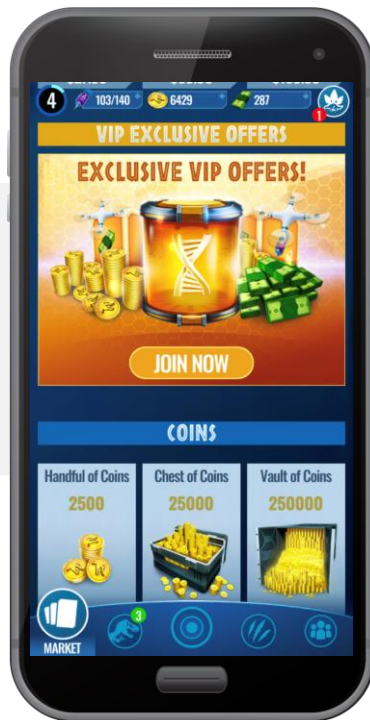 4 103/140 6429 287
1
VIP EXCLUSIVE OFFERS
EXCLUSIVE VIP OFFERS!
JOIN NOW
COINS
Handful of Coins Chest of Coins Vault of Coins
2500 25000 250000
3
MARKET